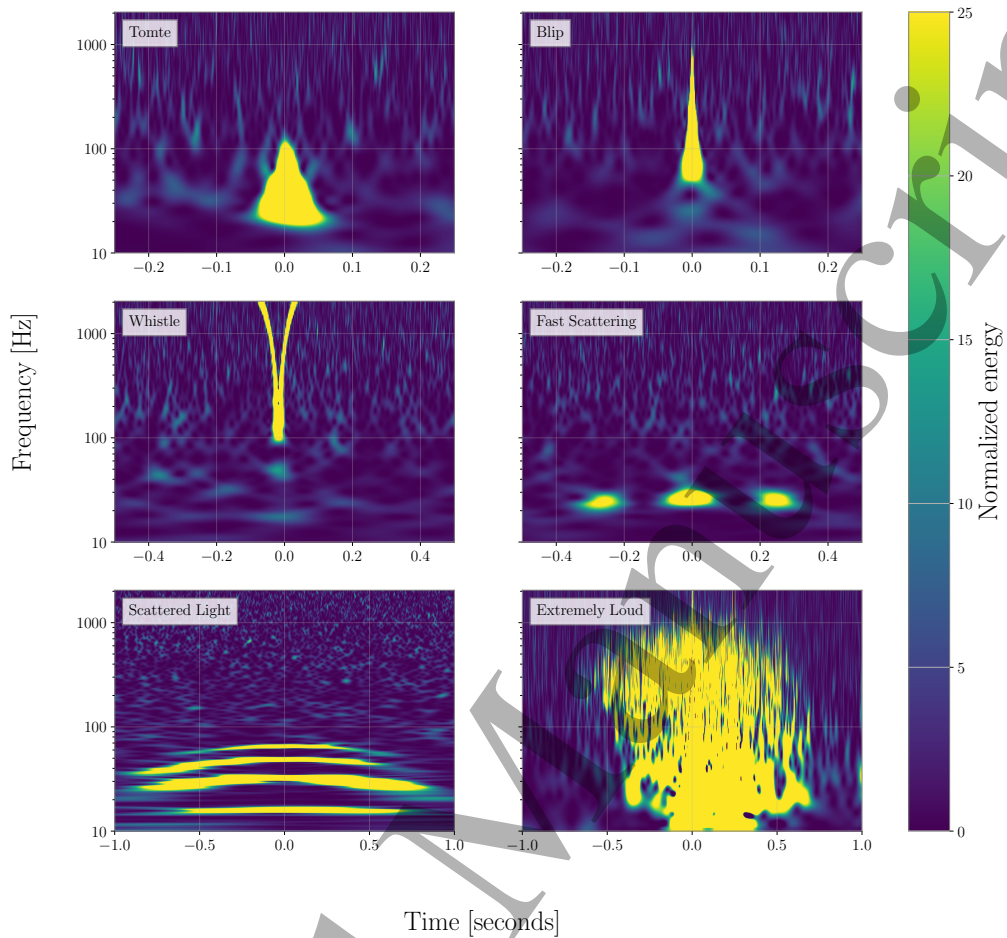 Tomte
Blip
1000
100
10
−0.2 −0.1 0.0 0.1 0.2
−0.2 −0.1 0.0 0.1 0.2
Whistle
Fast Scattering
1000
100
10
−0.4 −0.2 0.0 0.2 0.4
−0.4 −0.2 0.0 0.2 0.4
Scattered Light
Extremely Loud
1000
100
10
−1.0 −0.5 0.0 0.5 1.0
−1.0 −0.5 0.0 0.5 1.0
Frequency [Hz]
Time [seconds]
25
20
15
10
5
0
Normalized energy
Manuscri